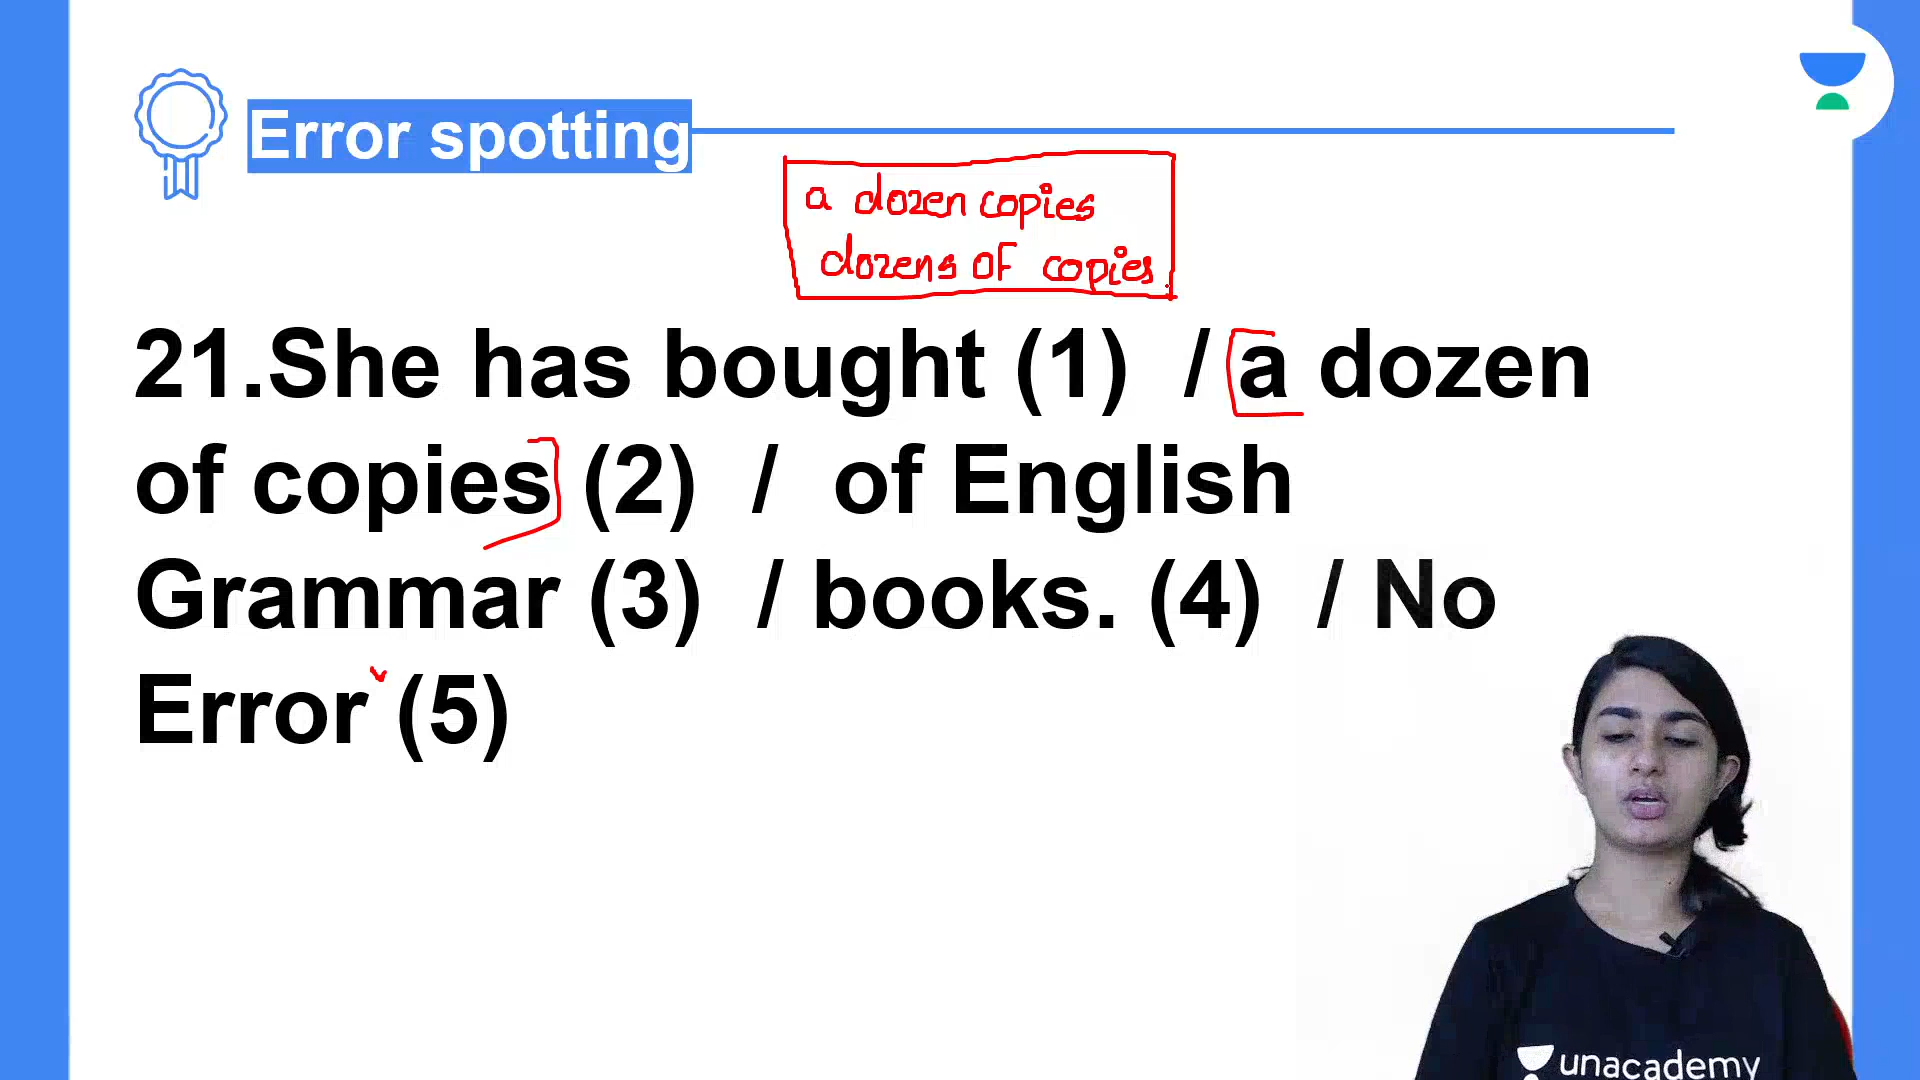 Error spotting
a dozen copies
dozens of copies.
21.She has bought (1) / a dozen
of copies (2) / of English
Grammar (3) / books. (4) / No
Error (5)
unacademy